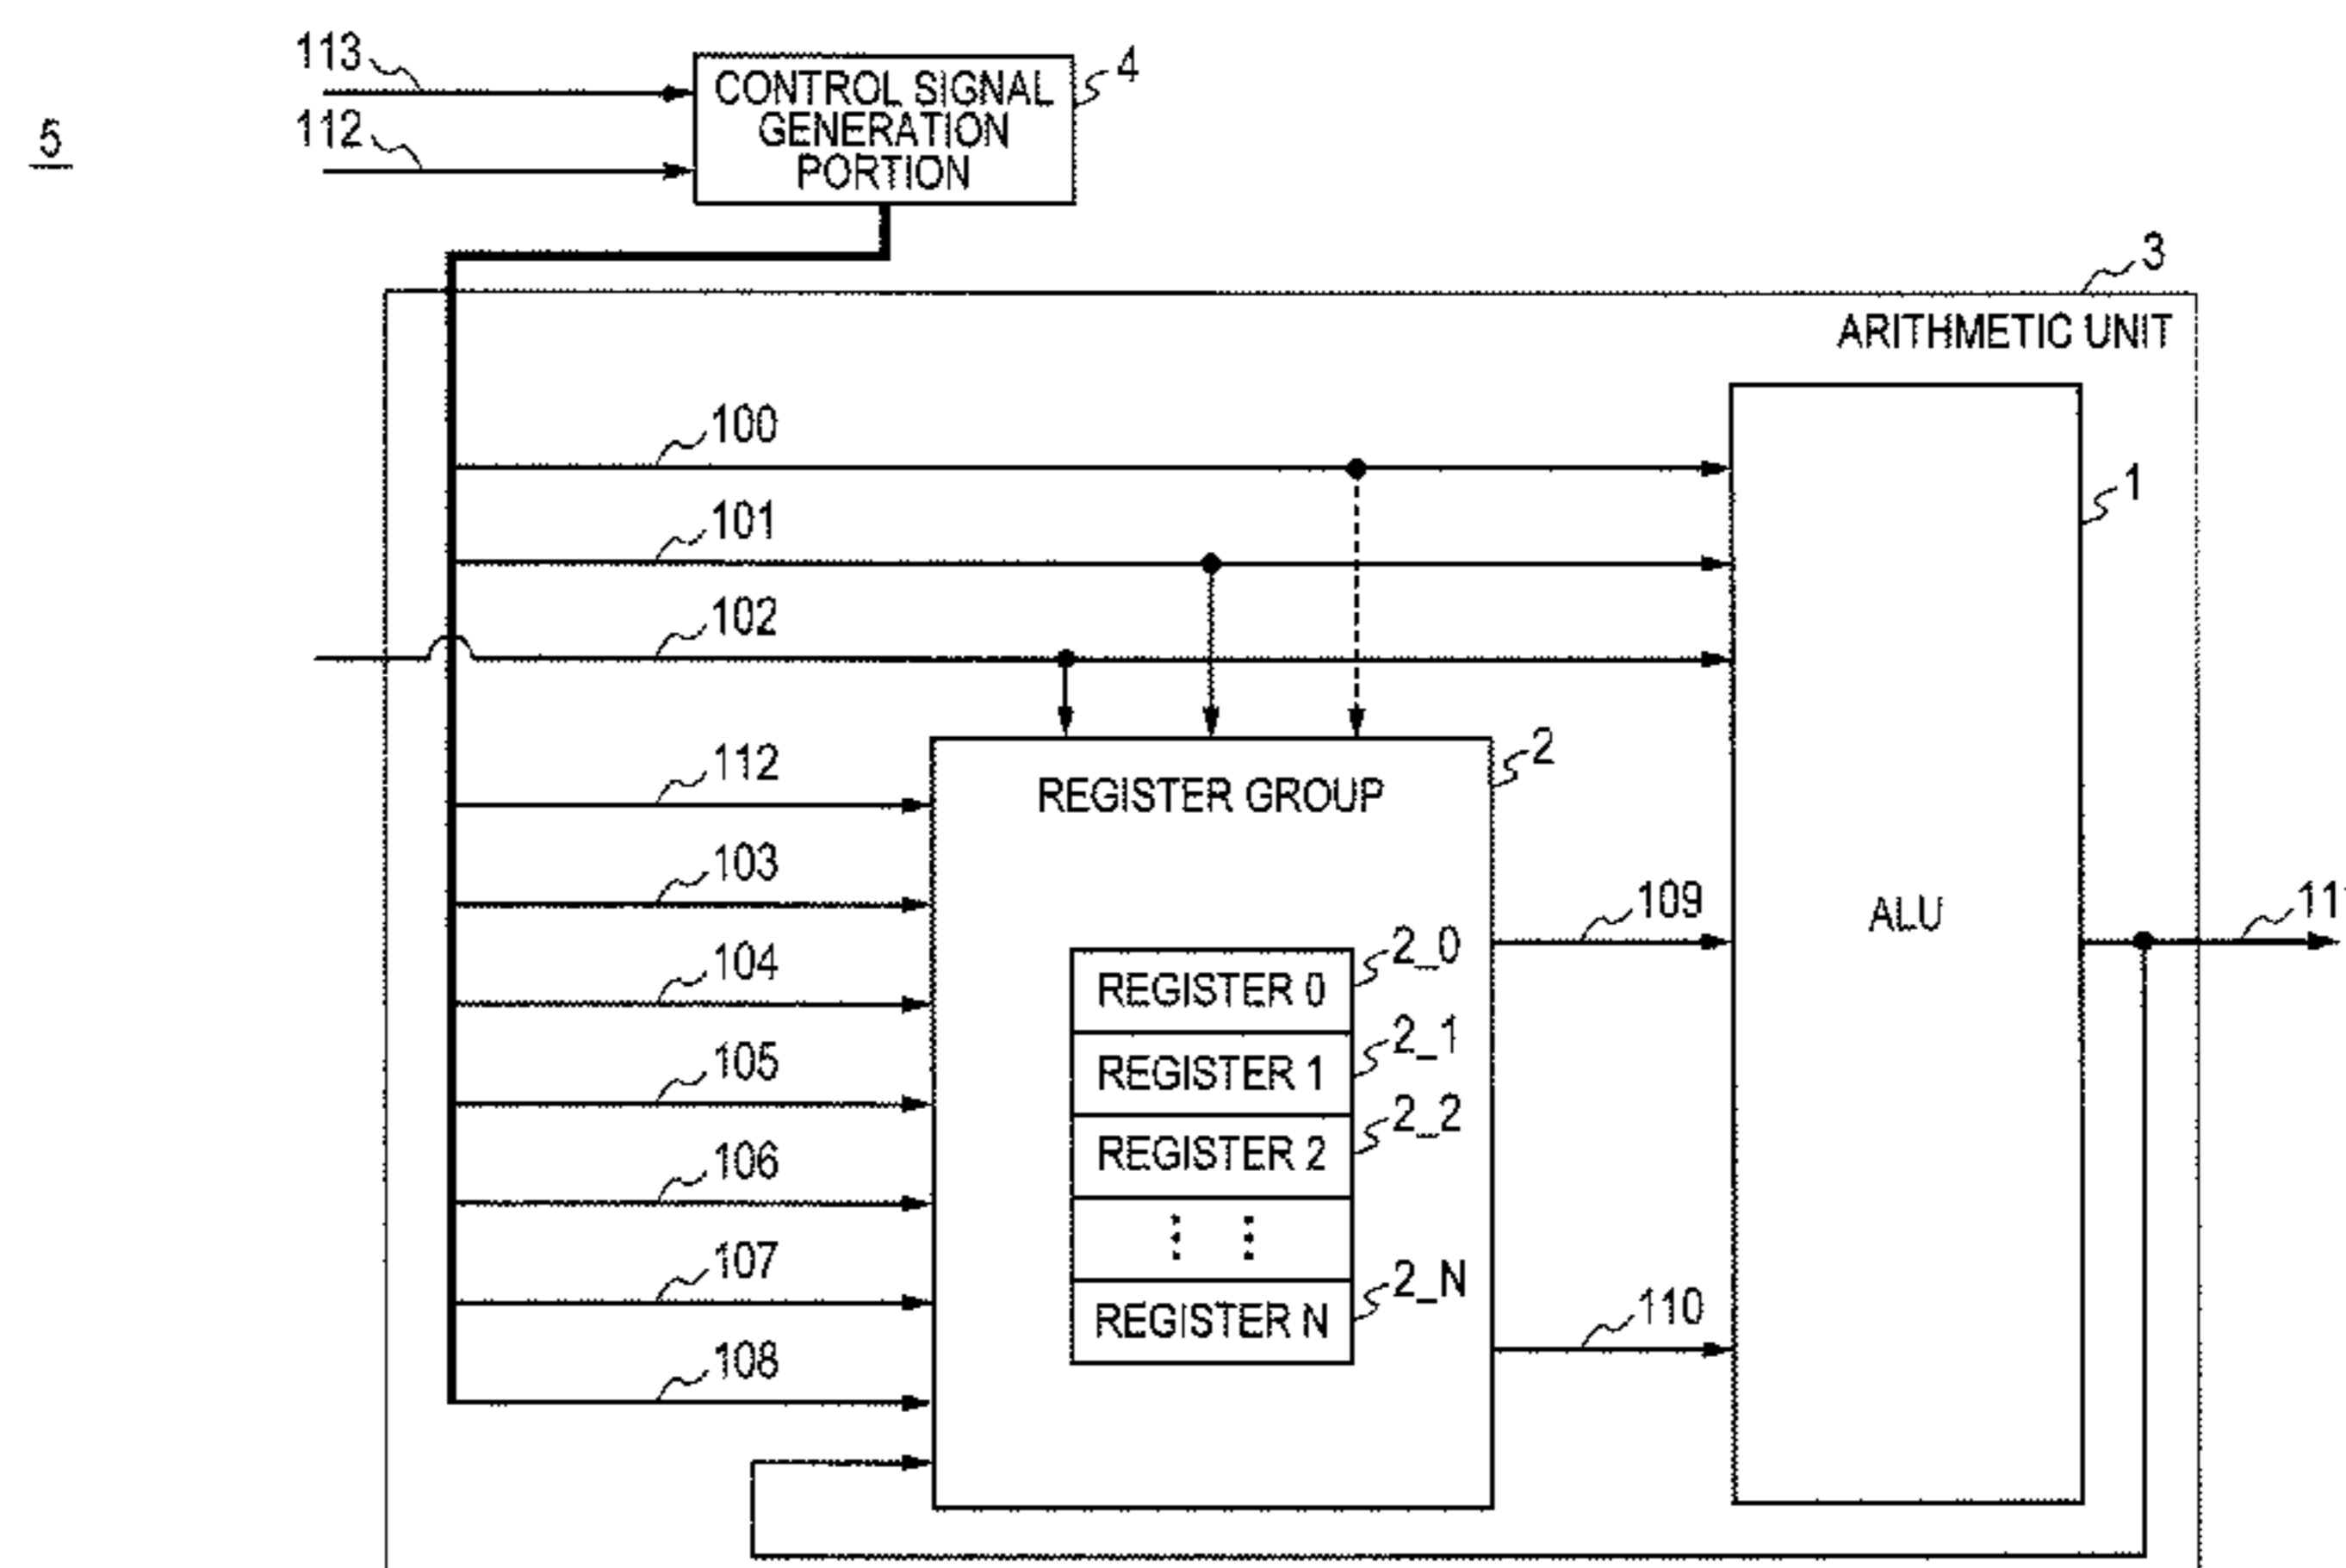 113
4
CONTROL SIGNAL
GENERATION
PORTION
112
5
3
ARITHMETIC UNIT
100
1
101
102
2
112
REGISTER GROUP
103
109
ALU
2_0
104
REGISTER 0
2_1
105
REGISTER 1
2_2
106
REGISTER 2
107
2_N
110
REGISTER N
108